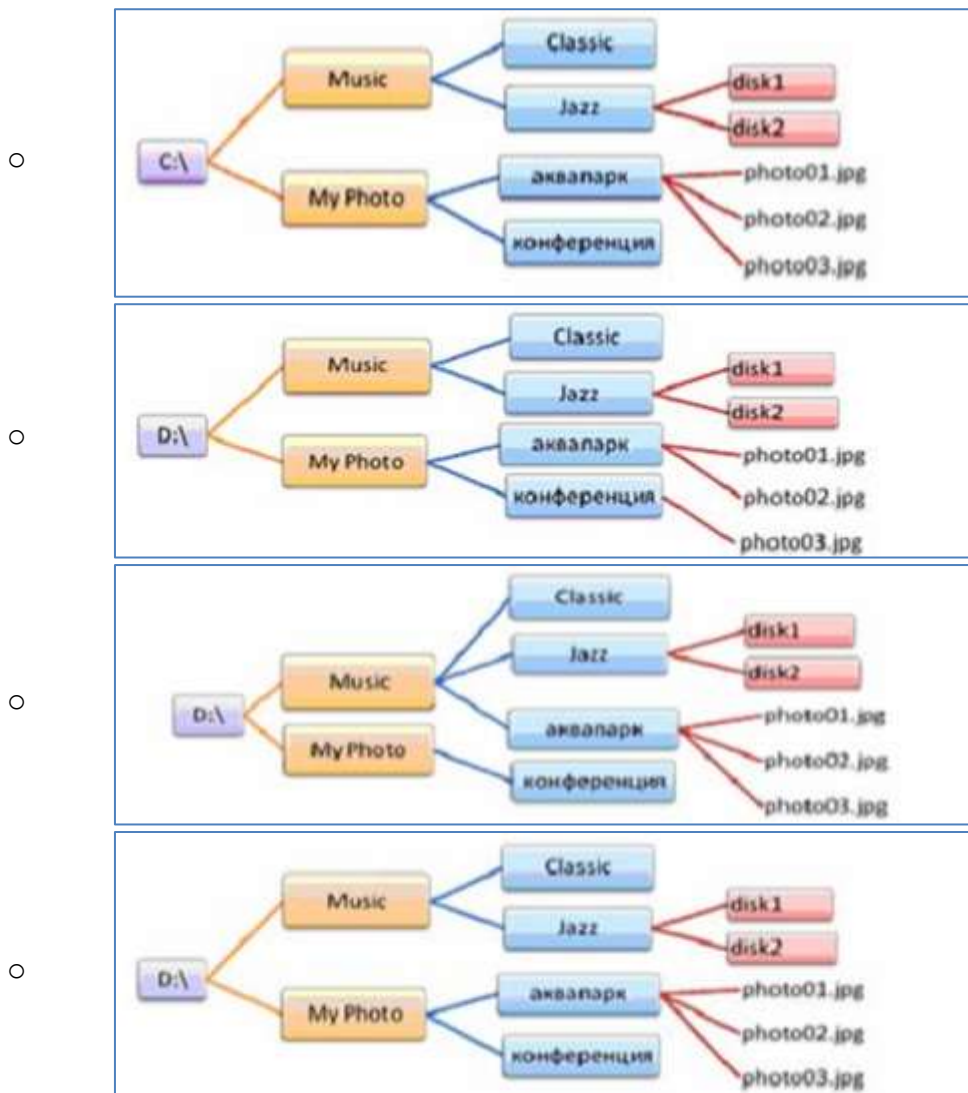 Classic
Music
disk1
Jazz
disk2
C:\
photo01.jpg
аквапарк
My Photo
photo02.jpg
конференция
photo03.jpg
Classic
Music
disk1
Jazz
disk2
D:\
аквапарк
photo01.jpg
My Photo
конференция
photo02.jpg
photo03.jpg
Classic
disk1
Jazz
disk2
Music
D:\
photo01.jpg
аквапарк
My Photo
photo02.jpg
конференция
photo03.jpg
Classic
Music
disk1
Jazz
disk2
D:\
photo01.jpg
аквапарк
My Photo
photo02.jpg
конференция
photo03.jpg